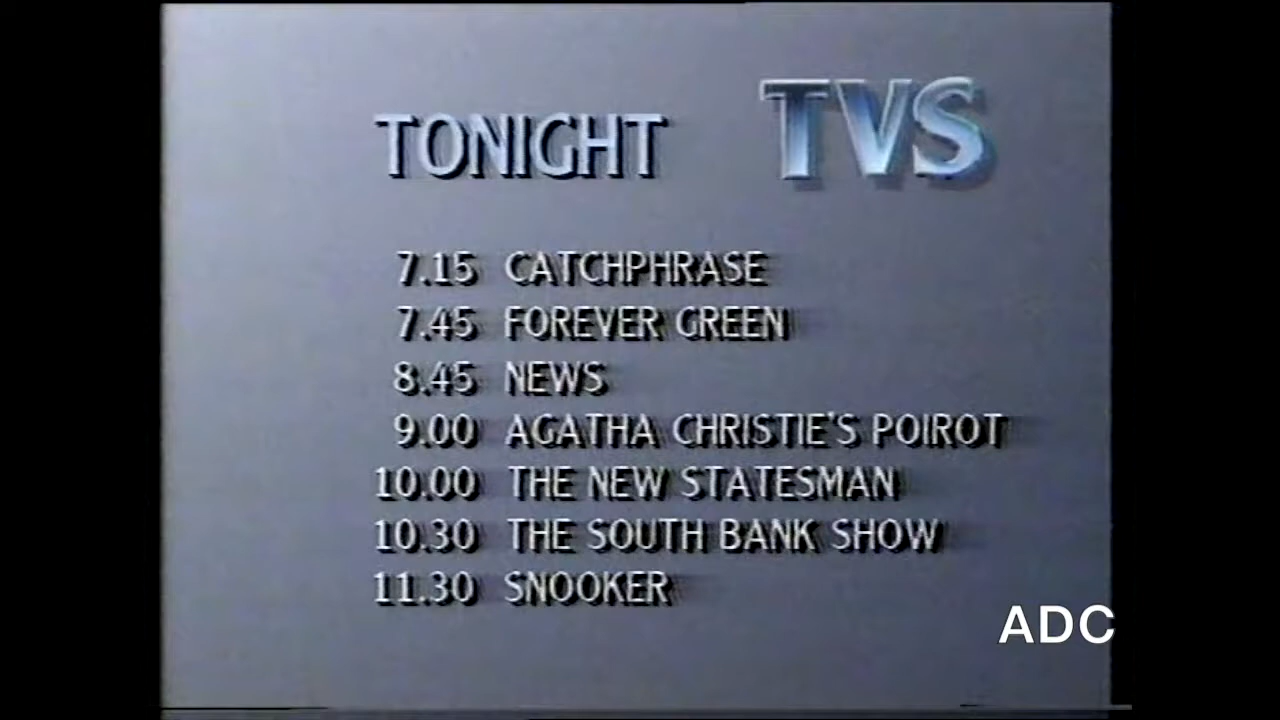 TONIGHT TVS
7.15 CATCHPHRASE
7.45 FOREVER GREEN
8.45 NEWS
9.00 AGATHA CHRISTIE'S POIROT
10.00 THE NEW STATESMAN
10.30 THE SOUTH BANK SHOW
11.30 SNOOKER
ADC